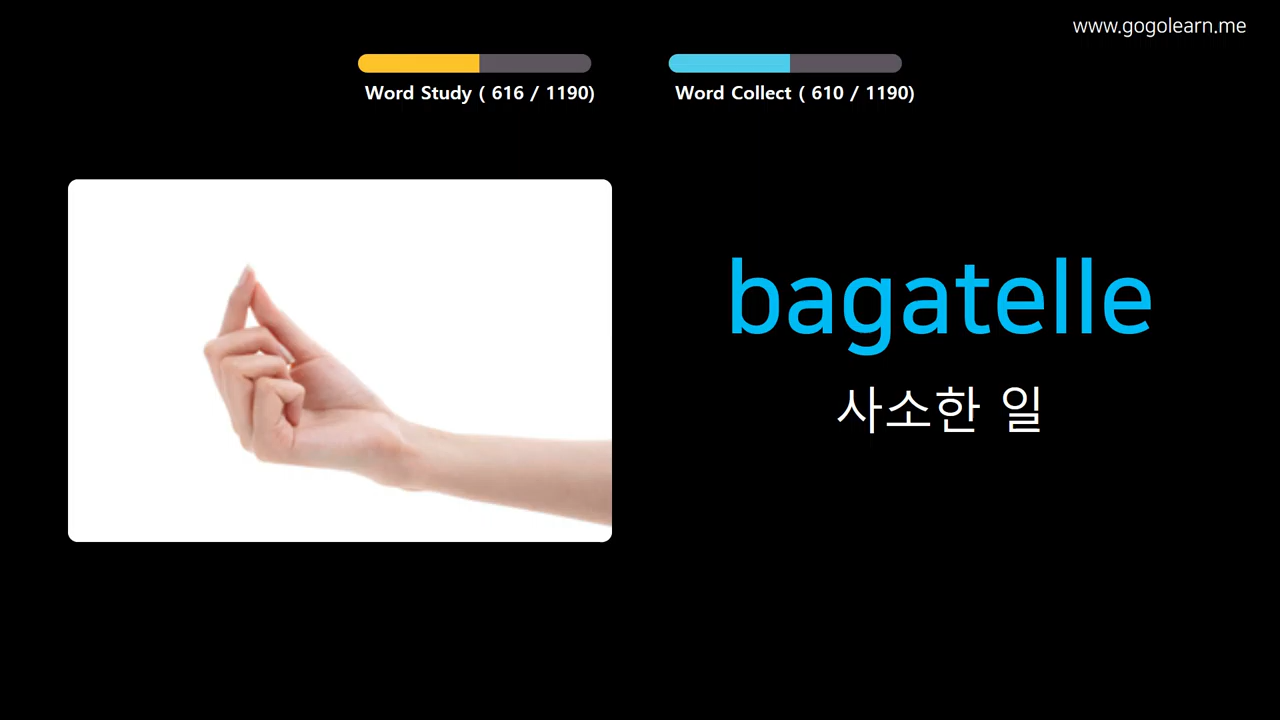 www.gogolearn.me
Word Study ( 616 / 1190)
Word Collect ( 610 / 1190)
bagatelle
사소한 일